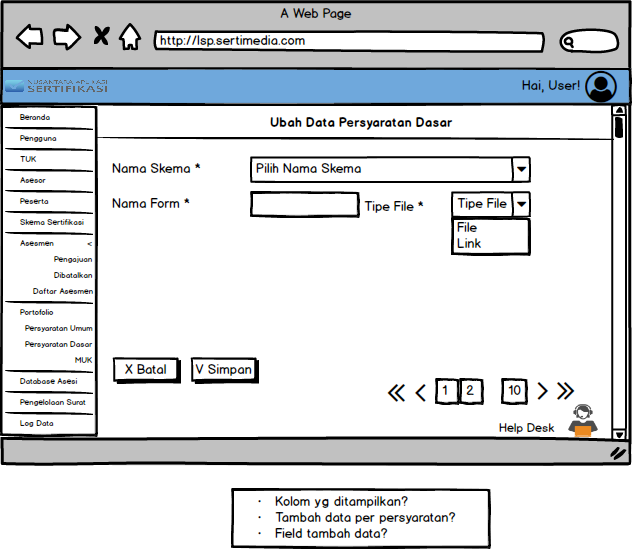 A Web Page
http://lsp.sertimedia.com
NUSANTARA APLIKASI
SERTIFIKASI
Hai, User!
Beranda
Pengguna
TUK
Asesor
Peserta
Skema Sertifikasi
Asesmen <
Pengajuan
Dibatalkan
Daftar Asesmen
Portofolio
Persyaratan Umum
Persyaratan Dasar
MUK
Database Asesi
Pengelolaan Surat
Log Data
Ubah Data Persyaratan Dasar
Nama Skema * Pilih Nama Skema
Nama Form * Tipe File * Tipe File
File
Link
X Batal V Simpan
1 2 10
Help Desk
· Kolom yg ditampilkan?
· Tambah data per persyaratan?
· Field tambah data?